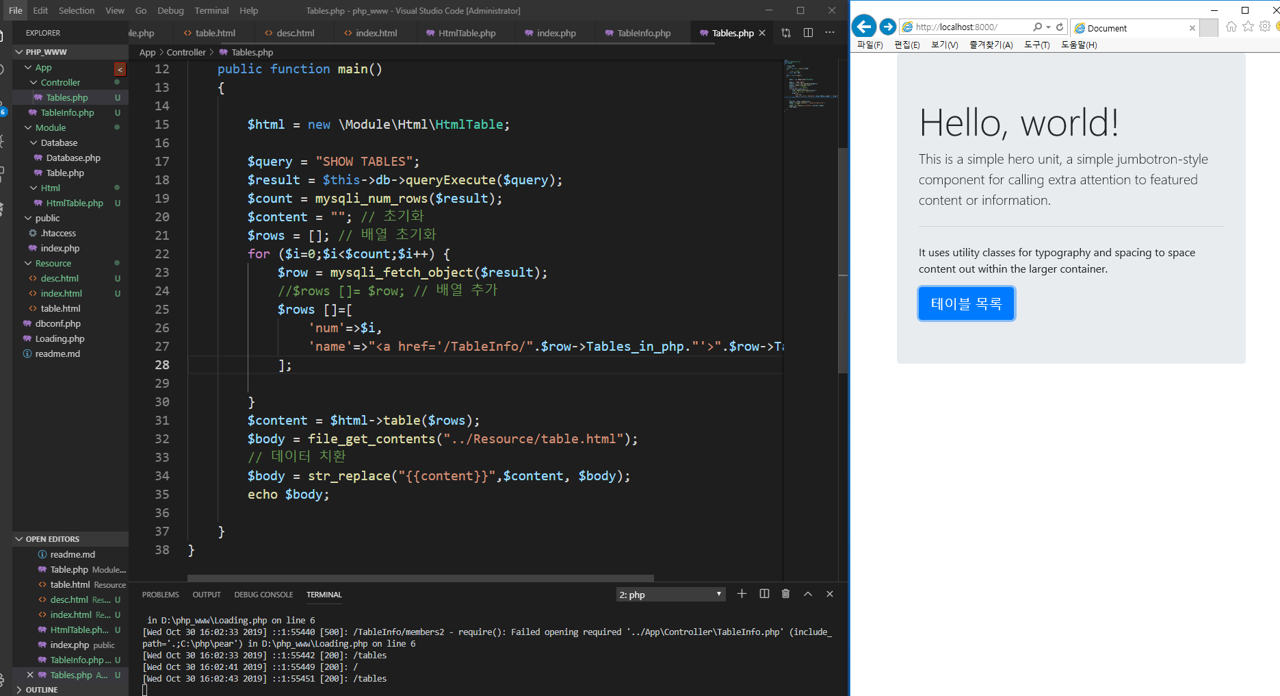 File Edit Selection View Go Debug Terminal Help
Tables.php - php_www - Visual Studio Code [Administrator]
EXPLORER
PHP_WWW
App
Controller
Tables.php U
TableInfo.php U
Module
Database
Database.php
Table.php
Html
HtmlTable.php U
public
.htaccess
index.php
Resource
desc.html U
index.html U
table.html
dbconf.php
Loading.php
readme.md
OPEN EDITORS
readme.md
Table.php Module...
table.html Resource
desc.html Res... U
index.html Re... U
HtmlTable.ph... U
index.php public
TableInfo.php ... U
Tables.php A... U
OUTLINE
le.php table.html desc.html index.html HtmlTable.php index.php TableInfo.php Tables.php
App > Controller > Tables.php
12 public function main()
13 {
14
15 $html = new \Module\Html\HtmlTable;
16
17 $query = "SHOW TABLES";
18 $result = $this->db->queryExecute($query);
19 $count = mysqli_num_rows($result);
20 $content = ""; // 초기화
21 $rows = []; // 배열 초기화
22 for ($i=0;$i<$count;$i++) {
23 $row = mysqli_fetch_object($result);
24 //$rows []= $row; // 배열 추가
25 $rows []=[
26 'num'=>$i,
27 'name'=>"<a href='/TableInfo/".$row->Tables_in_php."'>".$row->Ta
28 ];
29
30 }
31 $content = $html->table($rows);
32 $body = file_get_contents("../Resource/table.html");
33 // 데이터 치환
34 $body = str_replace("{{content}}",$content, $body);
35 echo $body;
36
37 }
38 }
PROBLEMS OUTPUT DEBUG CONSOLE TERMINAL 2: php
in D:\php_www\Loading.php on line 6
[Wed Oct 30 16:02:33 2019] ::1:55440 [500]: /TableInfo/members2 - require(): Failed opening required '../App\Controller\TableInfo.php' (include_
path='.;C:\php\pear') in D:\php_www\Loading.php on line 6
[Wed Oct 30 16:02:33 2019] ::1:55442 [200]: /tables
[Wed Oct 30 16:02:41 2019] ::1:55449 [200]: /
[Wed Oct 30 16:02:43 2019] ::1:55451 [200]: /tables
http://localhost:8000/
Document
파일(F) 편집(E) 보기(V) 즐겨찾기(A) 도구(T) 도움말(H)
Hello, world!
This is a simple hero unit, a simple jumbotron-style
component for calling extra attention to featured
content or information.
It uses utility classes for typography and spacing to space
content out within the larger container.
테이블 목록